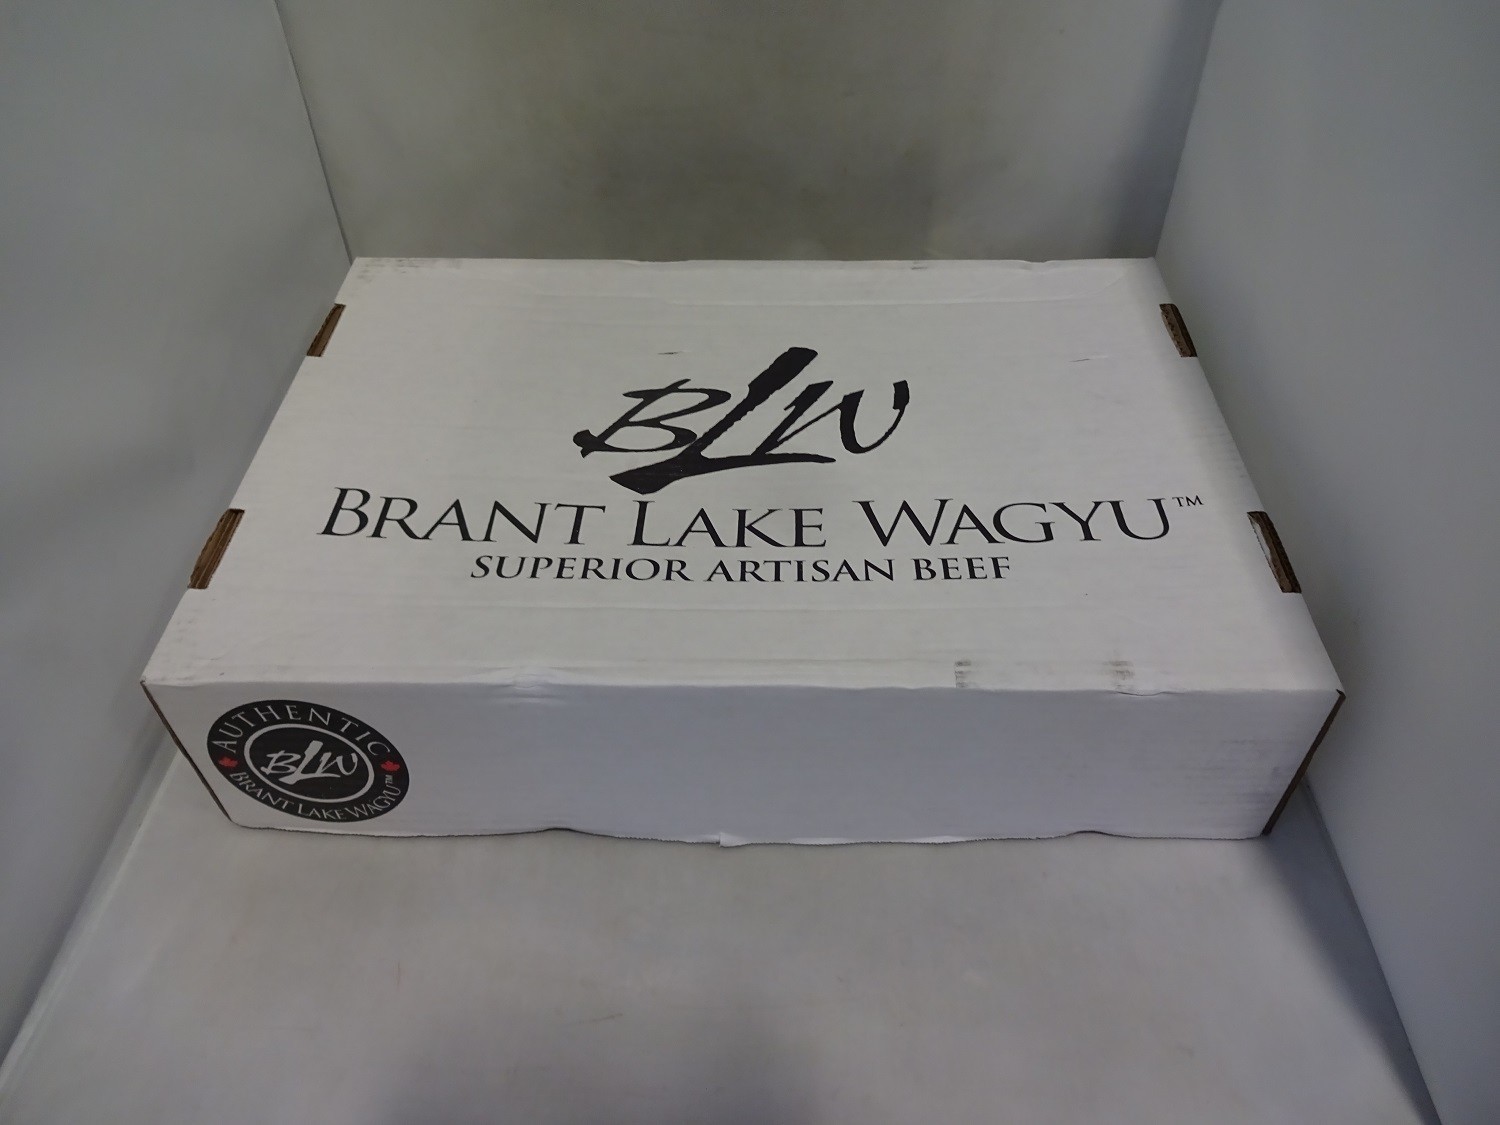 BLW
BRANT LAKE WAGYU™
SUPERIOR ARTISAN BEEF
AUTHENTIC
BLW
BRANT LAKE WAGYU™